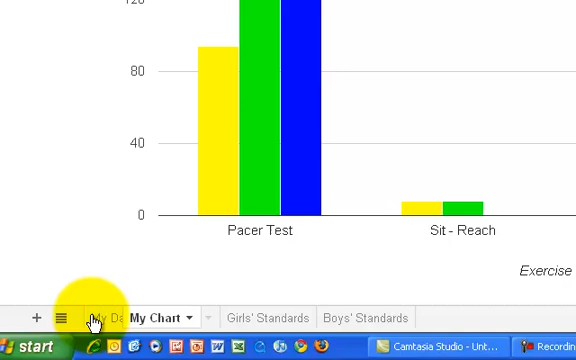 120
80
40
0
Pacer Test
Sit - Reach
Exercise
My Da My Chart Girls' Standards Boys' Standards
start
Camtasia Studio - Unt...
Recording